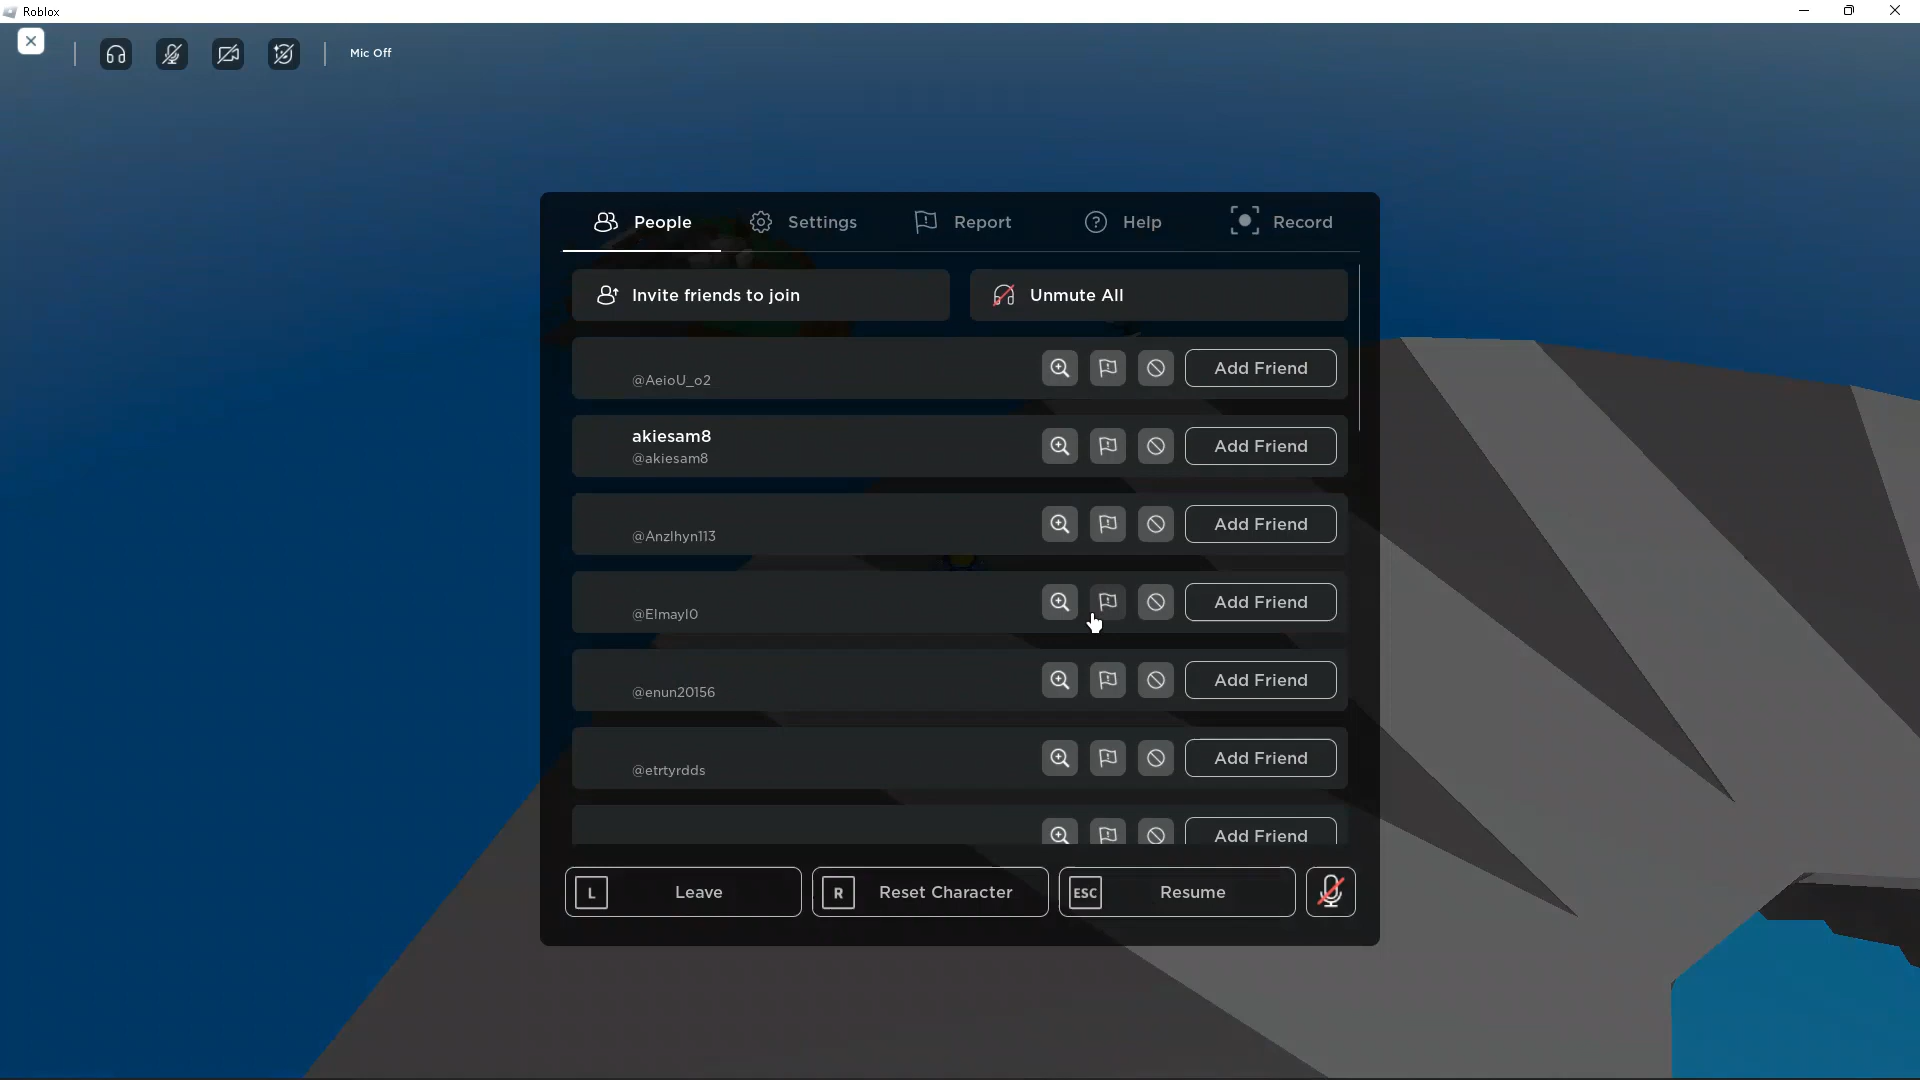 Roblox
Mic Off
People Settings Report Help Record
Invite friends to join Unmute All
@AeioU_o2 Add Friend
akiesam8
@akiesam8 Add Friend
@Anzlhyn113 Add Friend
@Elmayl0 Add Friend
@enun20156 Add Friend
@etrtyrdds Add Friend
Add Friend
L Leave R Reset Character ESC Resume